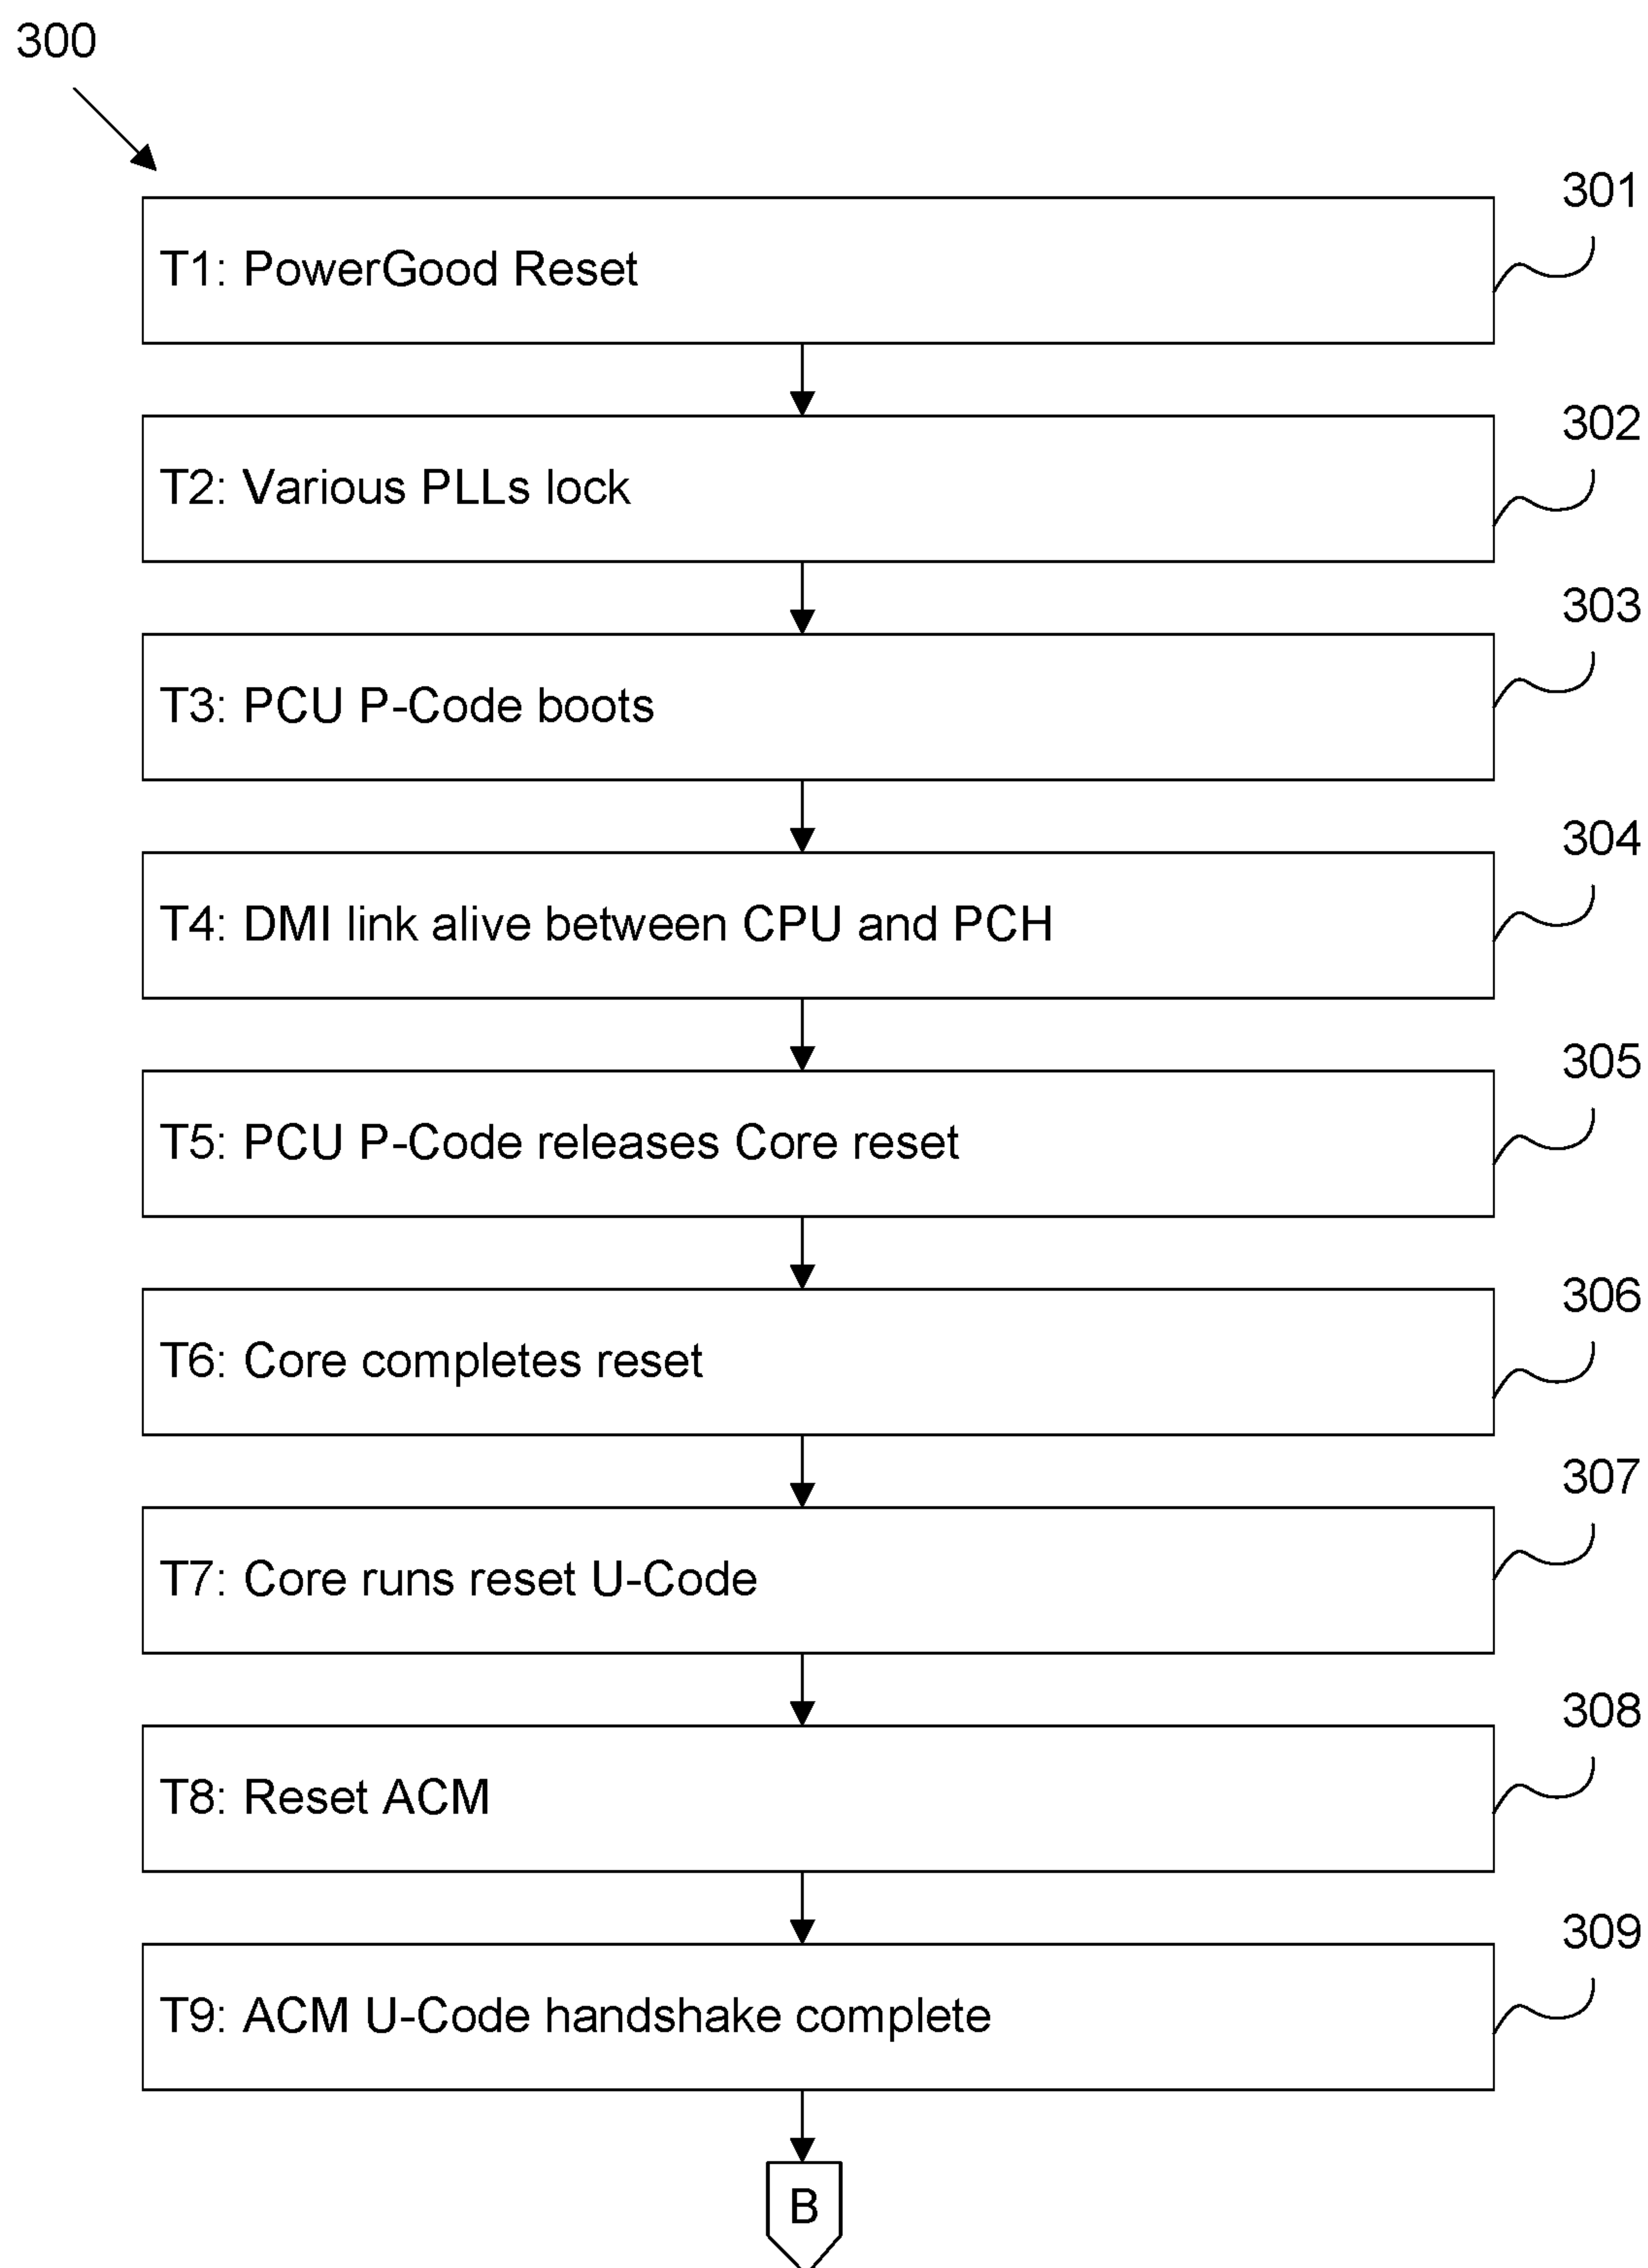 300
301
T1: PowerGood Reset
302
T2: Various PLLs lock
303
T3: PCU P-Code boots
304
T4: DMI link alive between CPU and PCH
305
T5: PCU P-Code releases Core reset
306
T6: Core completes reset
307
T7: Core runs reset U-Code
308
T8: Reset ACM
309
T9: ACM U-Code handshake complete
B